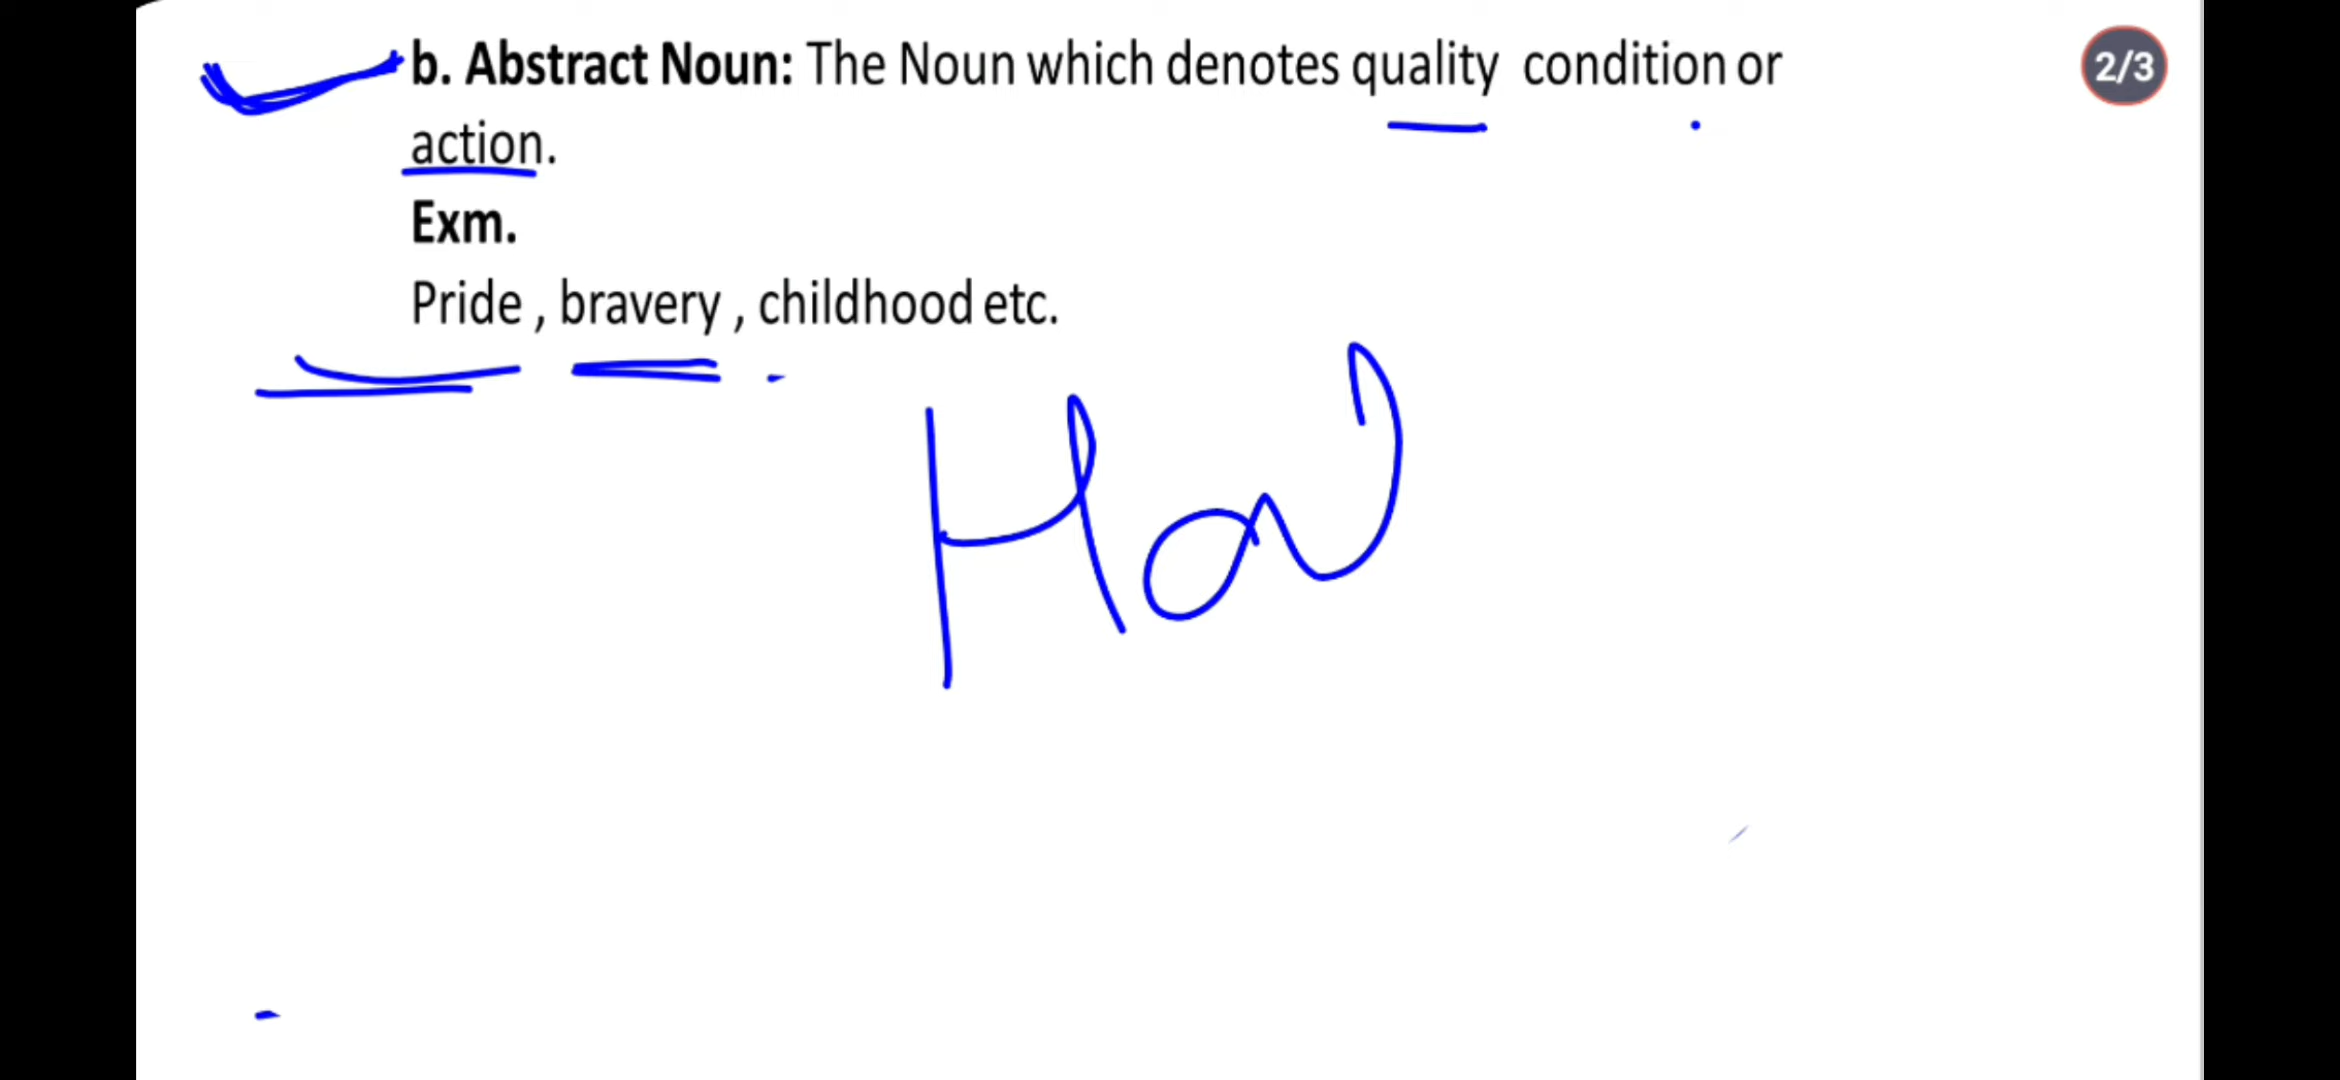 b. Abstract Noun: The Noun which denotes quality condition or
action.
Exm.
Pride , bravery , childhood etc.
2/3